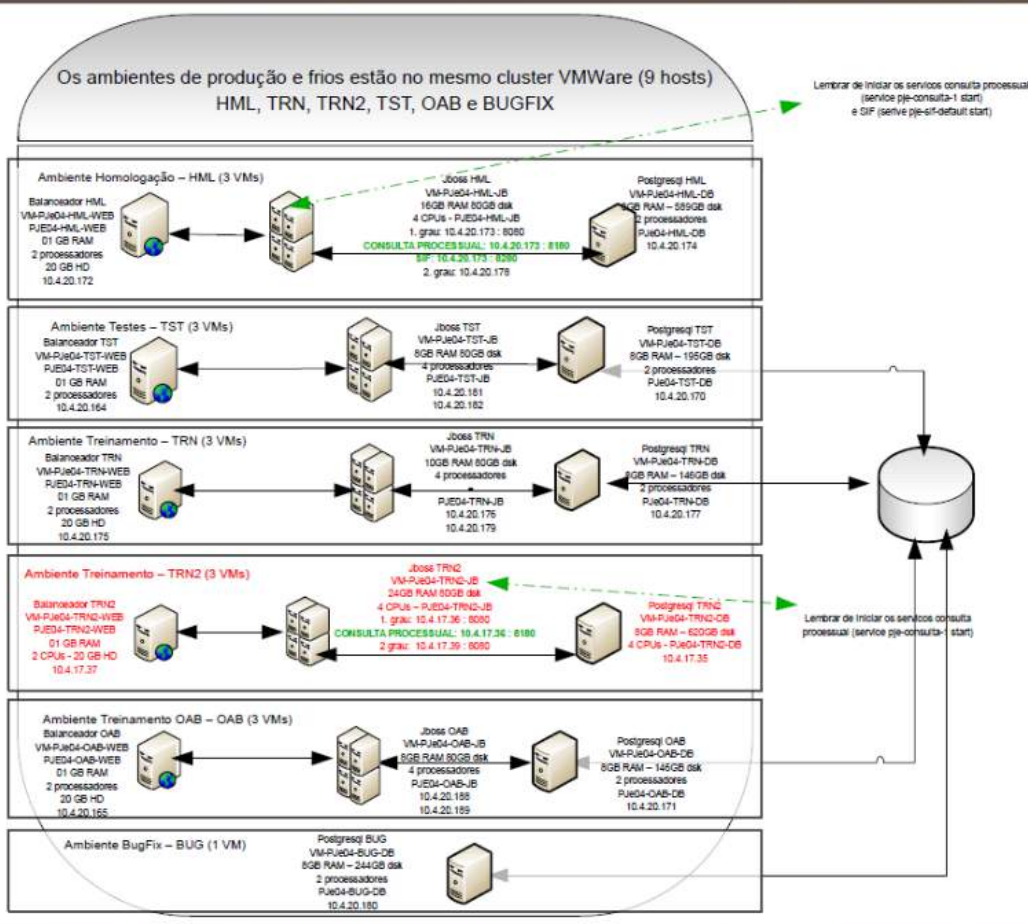 Os ambientes de produção e frios estão no mesmo cluster VMWare (9 hosts)
HML, TRN, TRN2, TST, OAB e BUGFIX
Lembrar de iniciar os servicos consulta processual
(service pje-consulta-1 start)
e SIF (serive pje-sif-default start)
Ambiente Homologação – HML (3 VMs)
Balanceador HML
VM-PJe04-HML-WEB
PJE04-HML-WEB
01 GB RAM
2 processadores
20 GB HD
10.4.20.172
Jboss HML
VM-PJe04-HML-JB
16GB RAM 80GB dsk
4 CPUs - PJE04-HML-JB
1. grau: 10.4.20.173 : 8080
CONSULTA PROCESSUAL: 10.4.20.173 : 8180
SIF: 10.4.20.173 : 8280
2. grau: 10.4.20.178
Postgresql HML
VM-PJe04-HML-DB
8GB RAM – 589GB dsk
2 processadores
PJe04-HML-DB
10.4.20.174
Ambiente Testes – TST (3 VMs)
Balanceador TST
VM-PJe04-TST-WEB
PJE04-TST-WEB
01 GB RAM
2 processadores
10.4.20.164
Jboss TST
VM-PJe04-TST-JB
8GB RAM 80GB dsk
4 processadores
PJE04-TST-JB
10.4.20.181
10.4.20.182
Postgresql TST
VM-PJe04-TST-DB
8GB RAM – 195GB dsk
2 processadores
PJe04-TST-DB
10.4.20.170
Ambiente Treinamento – TRN (3 VMs)
Balanceador TRN
VM-PJe04-TRN-WEB
PJE04-TRN-WEB
01 GB RAM
2 processadores
20 GB HD
10.4.20.175
Jboss TRN
VM-PJe04-TRN-JB
10GB RAM 80GB dsk
4 processadores
PJE04-TRN-JB
10.4.20.176
10.4.20.179
Postgresql TRN
VM-PJe04-TRN-DB
8GB RAM – 146GB dsk
2 processadores
PJe04-TRN-DB
10.4.20.177
Ambiente Treinamento – TRN2 (3 VMs)
Balanceador TRN2
VM-PJe04-TRN2-WEB
PJE04-TRN2-WEB
01 GB RAM
2 CPUs - 20 GB HD
10.4.17.37
Jboss TRN2
VM-PJe04-TRN2-JB
24GB RAM 80GB dsk
4 CPUs – PJE04-TRN2-JB
1. grau: 10.4.17.36 : 8080
CONSULTA PROCESSUAL: 10.4.17.36 : 8180
2 grau: 10.4.17.39 : 8080
Postgresql TRN2
VM-PJe04-TRN2-DB
8GB RAM – 620GB dsk
4 CPUs - PJe04-TRN2-DB
10.4.17.35
Lembrar de iniciar os servicos consulta
processual (service pje-consulta-1 start)
Ambiente Treinamento OAB – OAB (3 VMs)
Balanceador OAB
VM-PJe04-OAB-WEB
PJE04-OAB-WEB
01 GB RAM
2 processadores
20 GB HD
10.4.20.165
Jboss OAB
VM-PJe04-OAB-JB
8GB RAM 80GB dsk
4 processadores
PJE04-OAB-JB
10.4.20.188
10.4.20.189
Postgresql OAB
VM-PJe04-OAB-DB
8GB RAM – 146GB dsk
2 processadores
PJe04-OAB-DB
10.4.20.171
Ambiente BugFix – BUG (1 VM)
Postgresql BUG
VM-PJe04-BUG-DB
8GB RAM – 244GB dsk
2 processadores
PJe04-BUG-DB
10.4.20.180